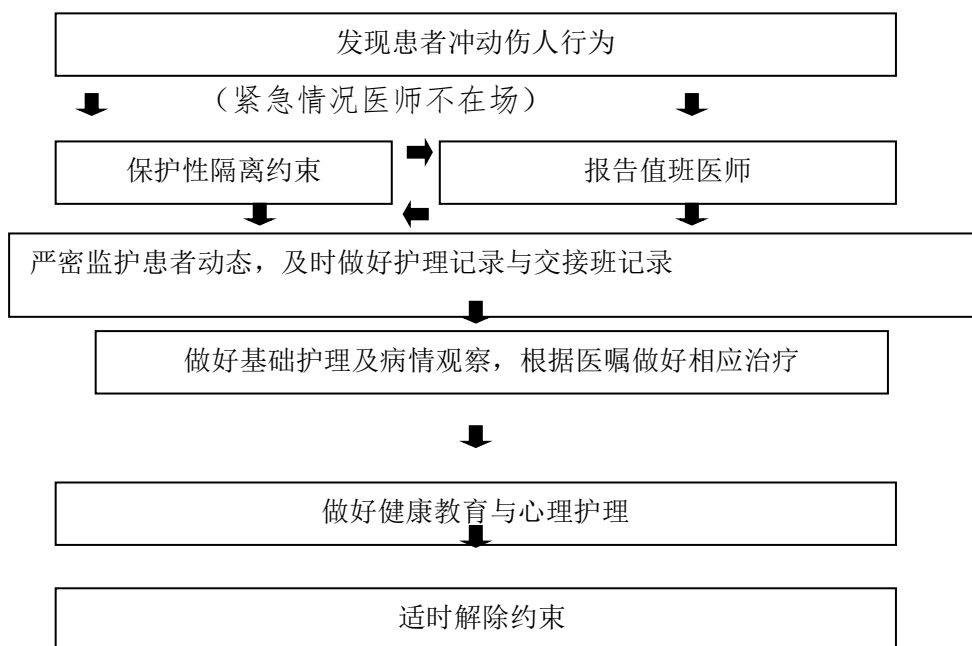 发现患者冲动伤人行为
（紧急情况医师不在场）
保护性隔离约束
报告值班医师
严密监护患者动态，及时做好护理记录与交接班记录
做好基础护理及病情观察，根据医嘱做好相应治疗
做好健康教育与心理护理
适时解除约束